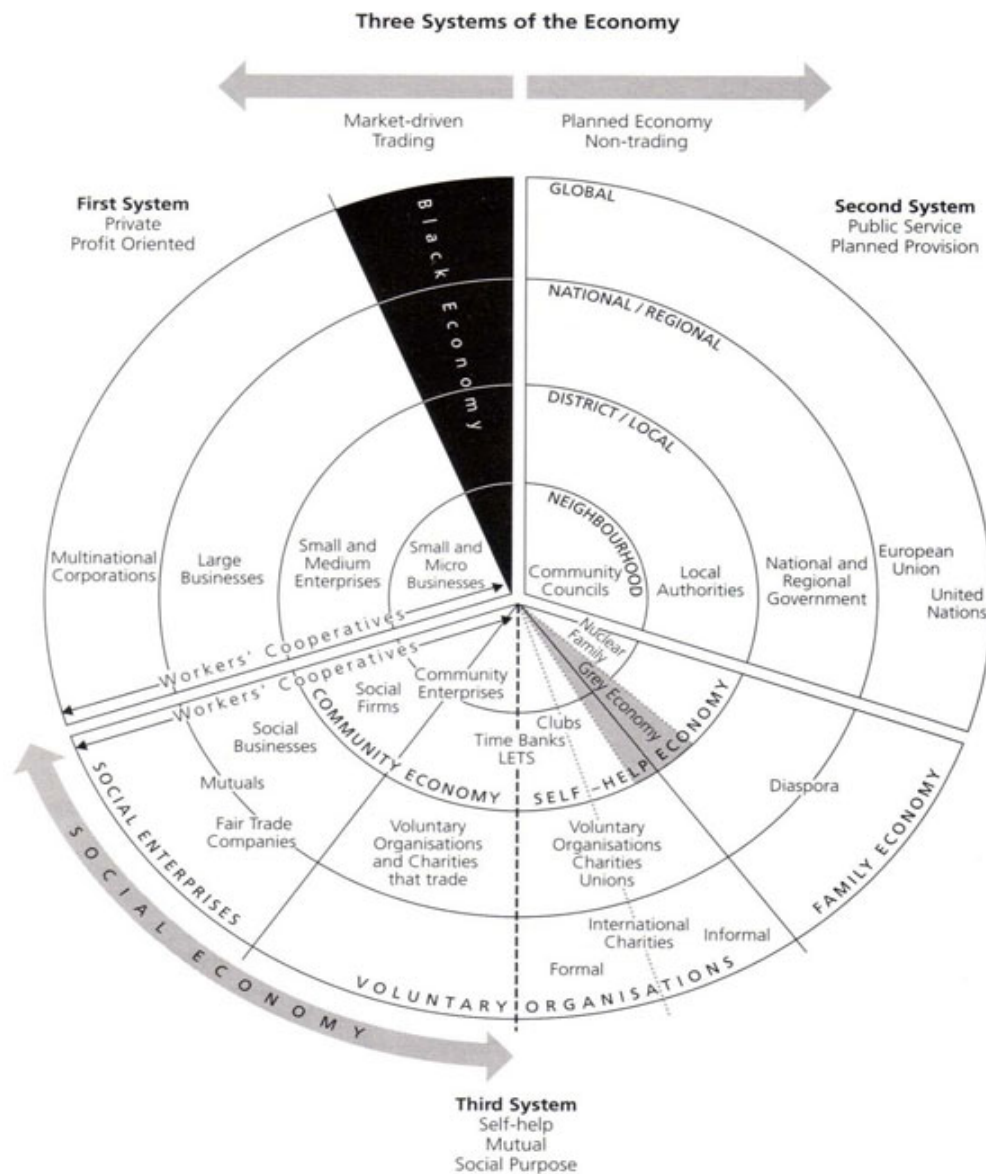 Three Systems of the Economy
Market-driven
Trading
Planned Economy
Non-trading
First System
Private
Profit Oriented
Second System
Public Service
Planned Provision
Black Economy
GLOBAL
NATIONAL / REGIONAL
DISTRICT / LOCAL
NEIGHBOURHOOD
Multinational
Corporations
Large
Businesses
Small and
Medium
Enterprises
Small and
Micro
Businesses
Community
Councils
Local
Authorities
National and
Regional
Government
European
Union
United
Nations
Workers' Cooperatives
Workers' Cooperatives
Nuclear
Family
Grey Economy
Community
Enterprises
Social
Firms
Social
Businesses
Mutuals
Fair Trade
Companies
COMMUNITY ECONOMY
Clubs
Time Banks
LETS
SELF-HELP ECONOMY
Diaspora
Voluntary
Organisations
and Charities
that trade
Voluntary
Organisations
Charities
Unions
International
Charities
Informal
Formal
SOCIAL ENTERPRISES
VOLUNTARY ORGANISATIONS
FAMILY ECONOMY
SOCIAL ECONOMY
Third System
Self-help
Mutual
Social Purpose